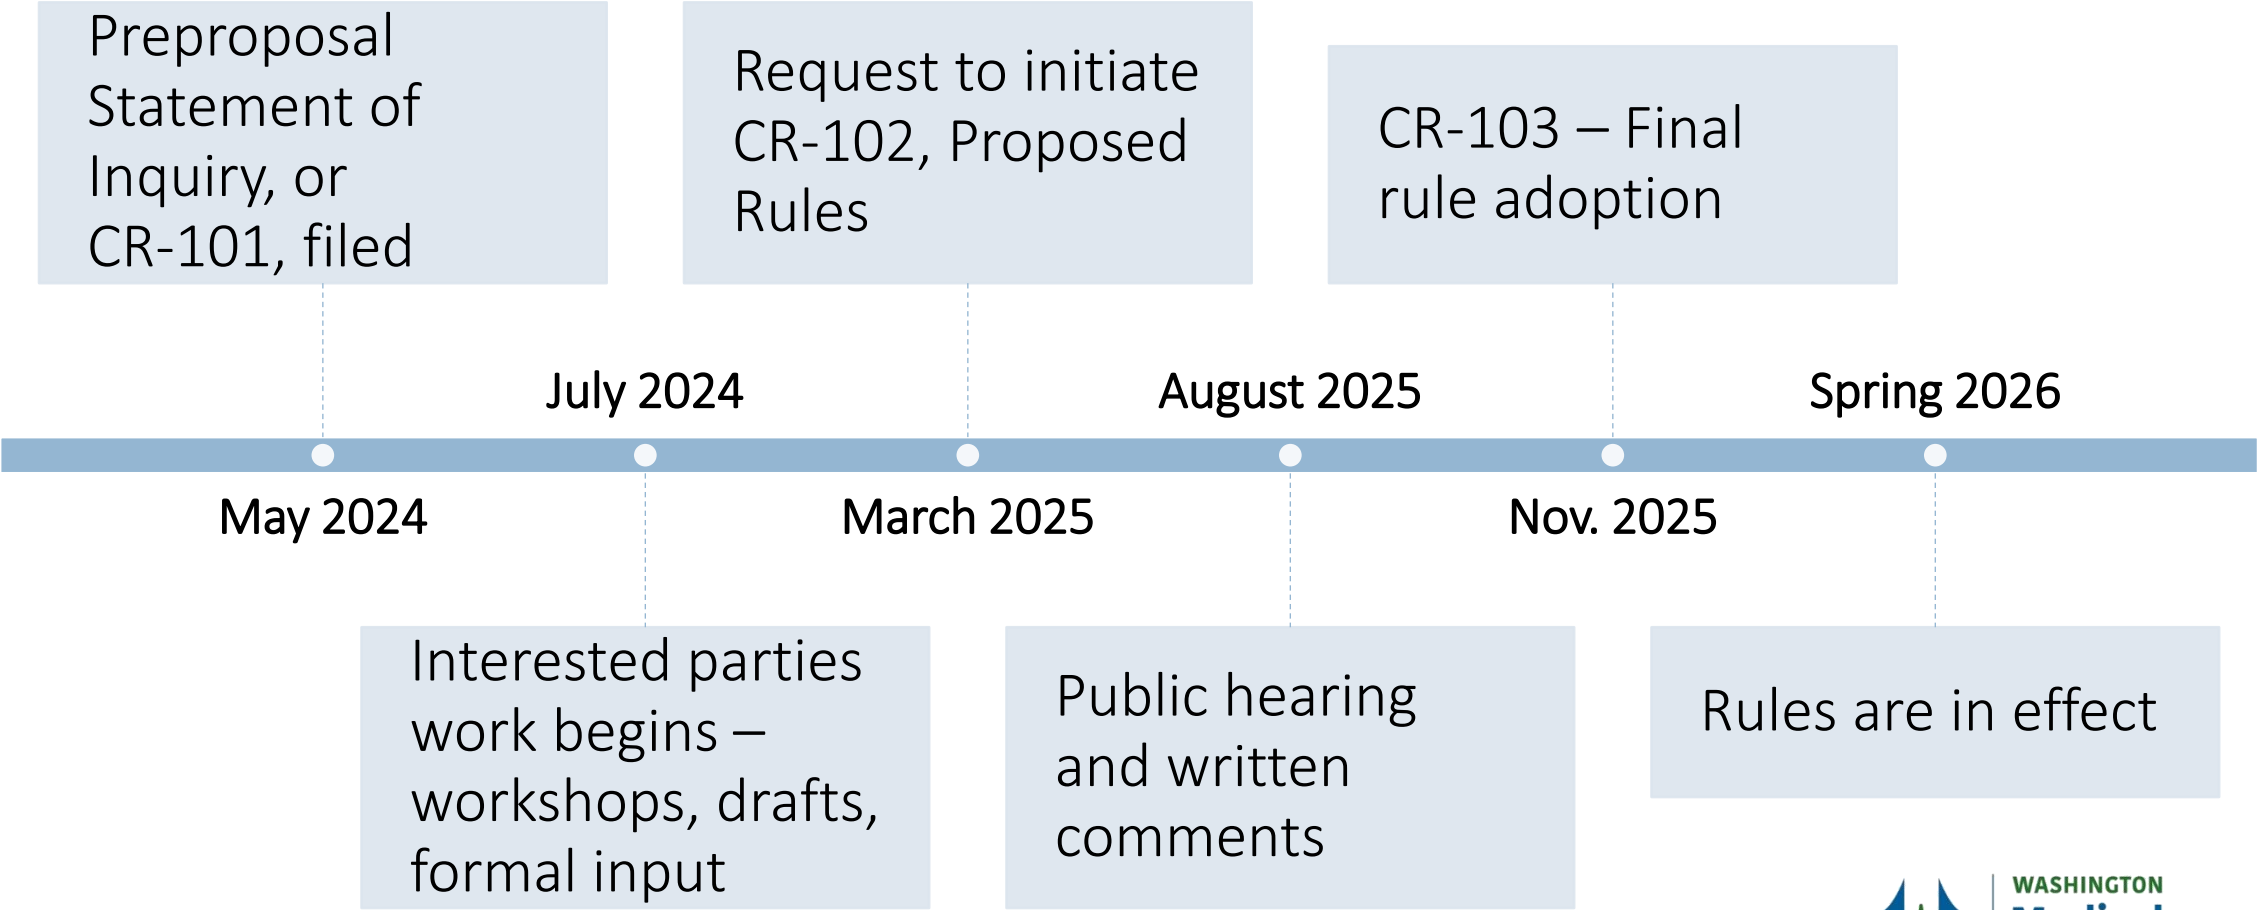 Preproposal
Statement of
Inquiry, or
CR-101, filed
Request to initiate
CR-102, Proposed
Rules
CR-103 – Final
rule adoption
July 2024
August 2025
Spring 2026
May 2024
March 2025
Nov. 2025
Interested parties
work begins –
workshops, drafts,
formal input
Public hearing
and written
comments
Rules are in effect
WASHINGTON